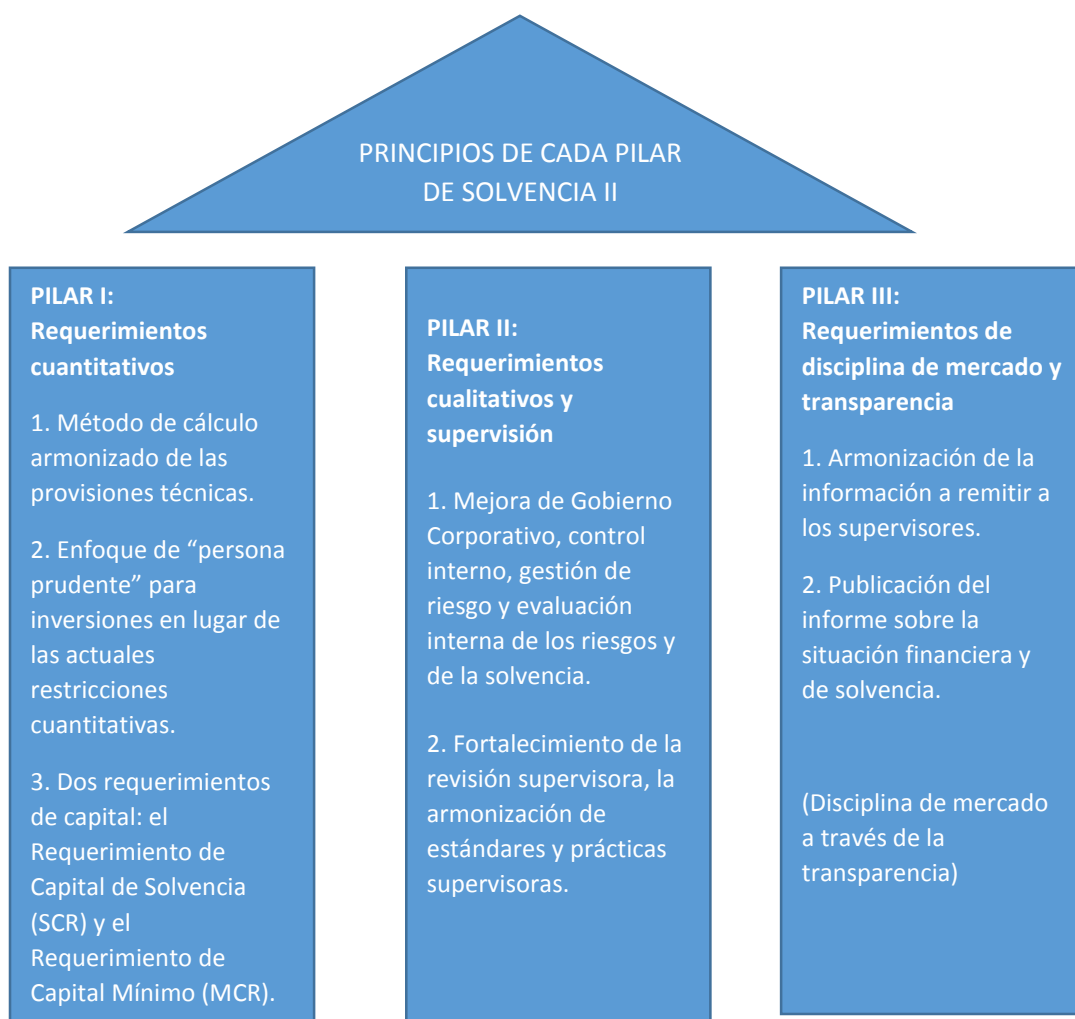 PRINCIPIOS DE CADA PILAR
DE SOLVENCIA II
PILAR I:
Requerimientos
cuantitativos
1. Método de cálculo
armonizado de las
provisiones técnicas.
2. Enfoque de “persona
prudente” para
inversiones en lugar de
las actuales
restricciones
cuantitativas.
3. Dos requerimientos
de capital: el
Requerimiento de
Capital de Solvencia
(SCR) y el
Requerimiento de
Capital Mínimo (MCR).
PILAR II:
Requerimientos
cualitativos y
supervisión
1. Mejora de Gobierno
Corporativo, control
interno, gestión de
riesgo y evaluación
interna de los riesgos y
de la solvencia.
2. Fortalecimiento de la
revisión supervisora, la
armonización de
estándares y prácticas
supervisoras.
PILAR III:
Requerimientos de
disciplina de mercado y
transparencia
1. Armonización de la
información a remitir a
los supervisores.
2. Publicación del
informe sobre la
situación financiera y
de solvencia.
(Disciplina de mercado
a través de la
transparencia)